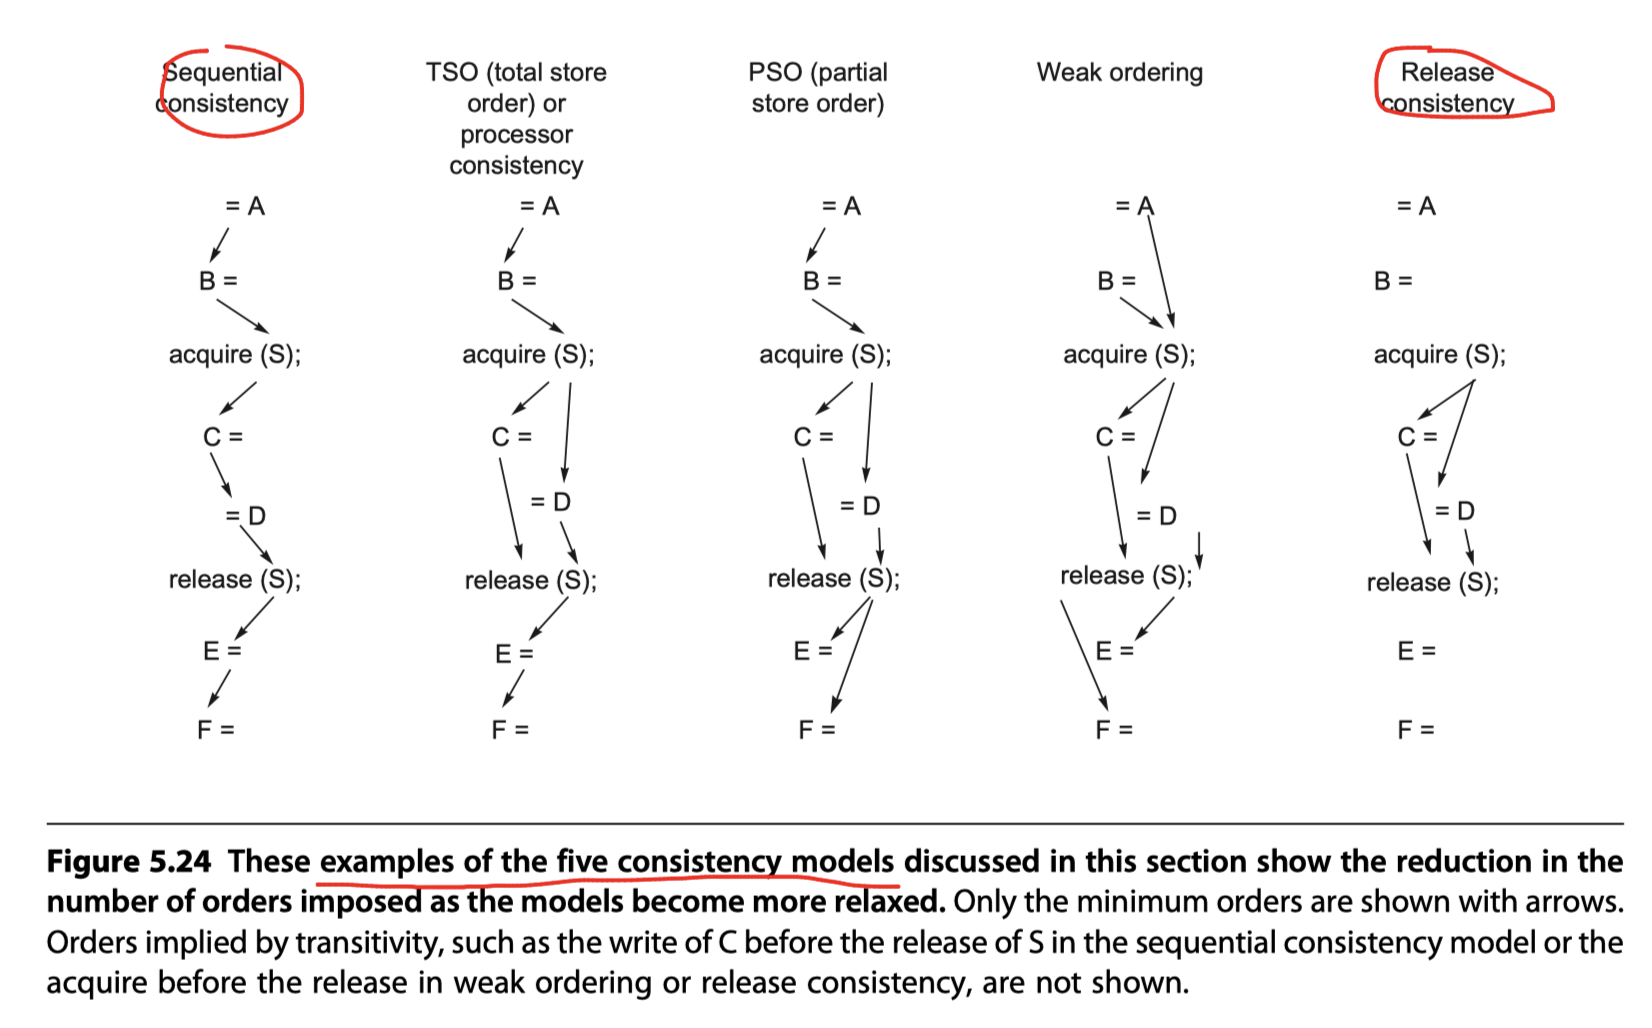 Sequential
consistency
= A
B =
acquire (S);
C =
= D
release (S);
E =
F =
TSO (total store
order) or
processor
consistency
= A
B =
acquire (S);
C =
= D
release (S);
E =
F =
PSO (partial
store order)
= A
B =
acquire (S);
C =
= D
release (S);
E =
F =
Weak ordering
= A
B =
acquire (S);
C =
= D
release (S);
E =
F =
Release
consistency
= A
B =
acquire (S);
C =
= D
release (S);
E =
F =
Figure 5.24 These examples of the five consistency models discussed in this section show the reduction in the
number of orders imposed as the models become more relaxed. Only the minimum orders are shown with arrows.
Orders implied by transitivity, such as the write of C before the release of S in the sequential consistency model or the
acquire before the release in weak ordering or release consistency, are not shown.